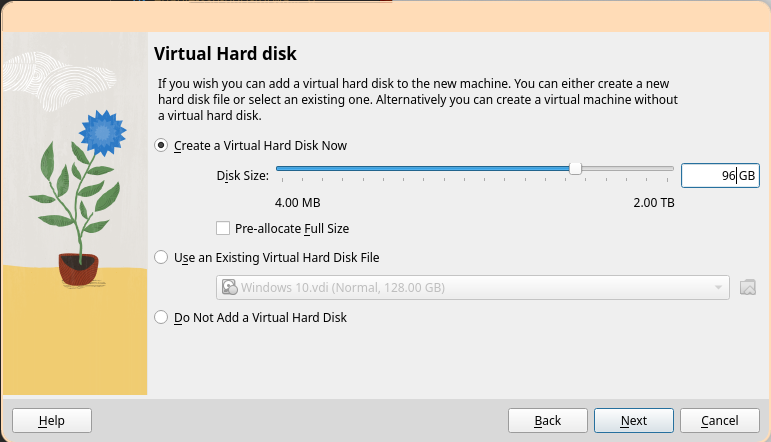 Virtual Hard disk
If you wish you can add a virtual hard disk to the new machine. You can either create a new
hard disk file or select an existing one. Alternatively you can create a virtual machine without
a virtual hard disk.
Create a Virtual Hard Disk Now
Disk Size: 96 GB
4.00 MB 2.00 TB
Pre-allocate Full Size
Use an Existing Virtual Hard Disk File
Windows 10.vdi (Normal, 128.00 GB)
Do Not Add a Virtual Hard Disk
Help Back Next Cancel